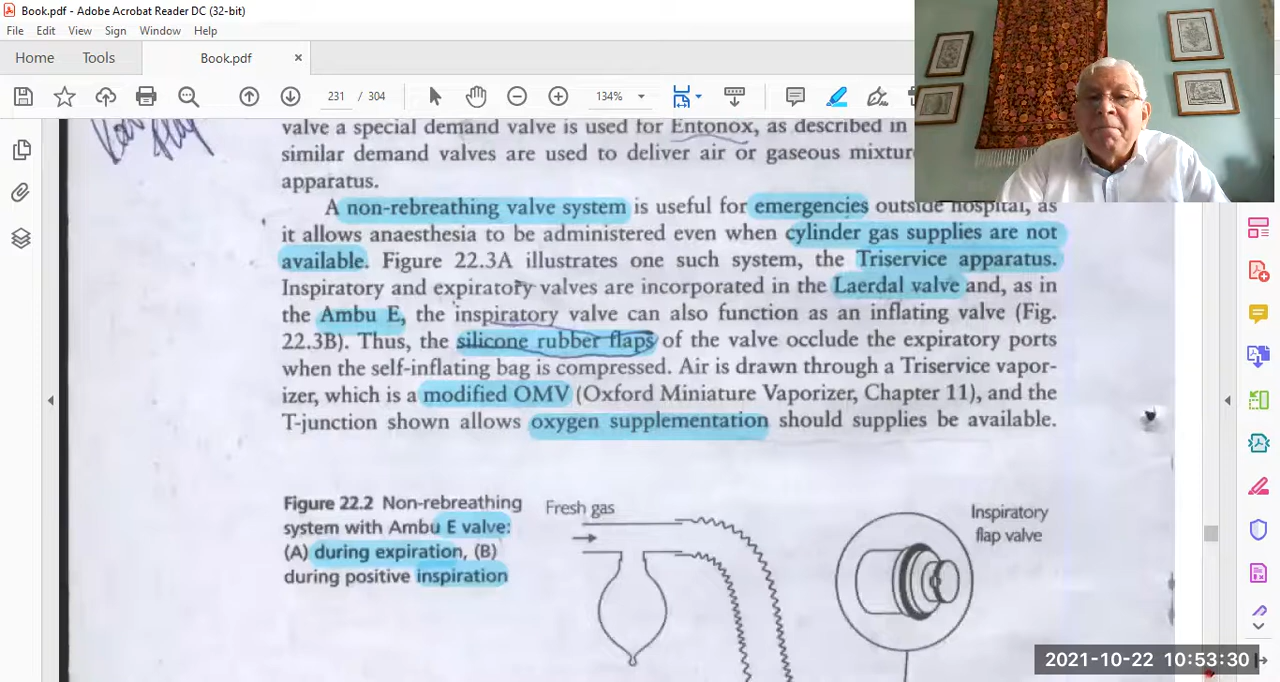 Book.pdf - Adobe Acrobat Reader DC (32-bit)
File Edit View Sign Window Help
Home Tools Book.pdf ×
231 / 304 134%
valve a special demand valve is used for Entonox, as described in
similar demand valves are used to deliver air or gaseous mixtur
apparatus.
A non-rebreathing valve system is useful for emergencies outside hospital, as
it allows anaesthesia to be administered even when cylinder gas supplies are not
available. Figure 22.3A illustrates one such system, the Triservice apparatus.
Inspiratory and expiratory valves are incorporated in the Laerdal valve and, as in
the Ambu E, the inspiratory valve can also function as an inflating valve (Fig.
22.3B). Thus, the silicone rubber flaps of the valve occlude the expiratory ports
when the self-inflating bag is compressed. Air is drawn through a Triservice vapor-
izer, which is a modified OMV (Oxford Miniature Vaporizer, Chapter 11), and the
T-junction shown allows oxygen supplementation should supplies be available.
Figure 22.2 Non-rebreathing
system with Ambu E valve:
(A) during expiration, (B)
during positive inspiration
Fresh gas
Inspiratory
flap valve
2021-10-22 10:53:30